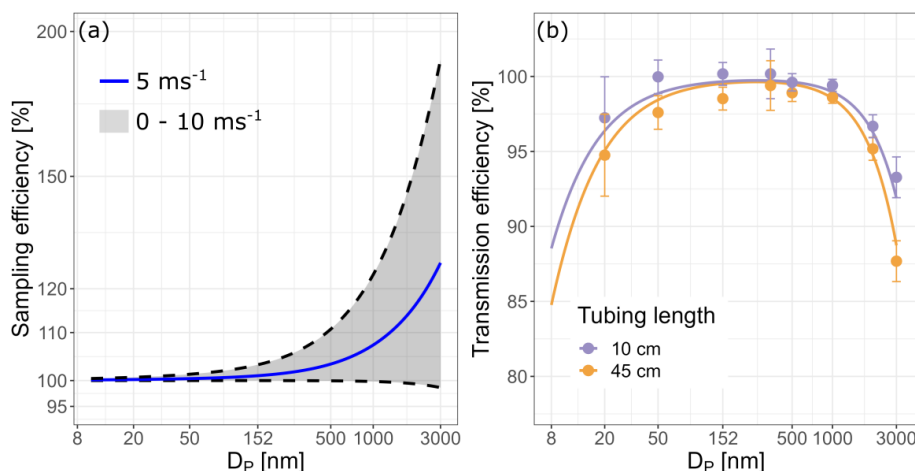 (a)
5 ms⁻¹
0 - 10 ms⁻¹
Sampling efficiency [%]
200
150
120
110
100
95
8 20 50 152 500 1000 3000
D_P [nm]
(b)
Transmission efficiency [%]
100
95
90
85
80
Tubing length
10 cm
45 cm
8 20 50 152 500 1000 3000
D_P [nm]